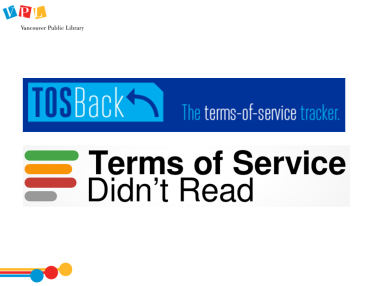 VPL
Vancouver Public Library
TOSBack The terms-of-service tracker.
Terms of Service
Didn't Read